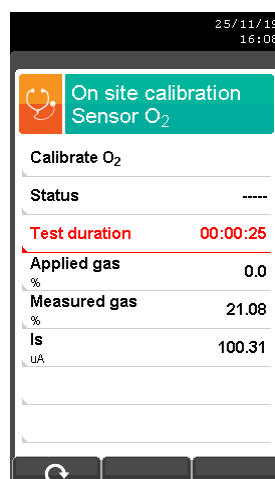 25/11/19
16:08
On site calibration
Sensor O2
Calibrate O2
Status -----
Test duration 00:00:25
Applied gas 0.0
%
Measured gas 21.08
%
Is 100.31
uA